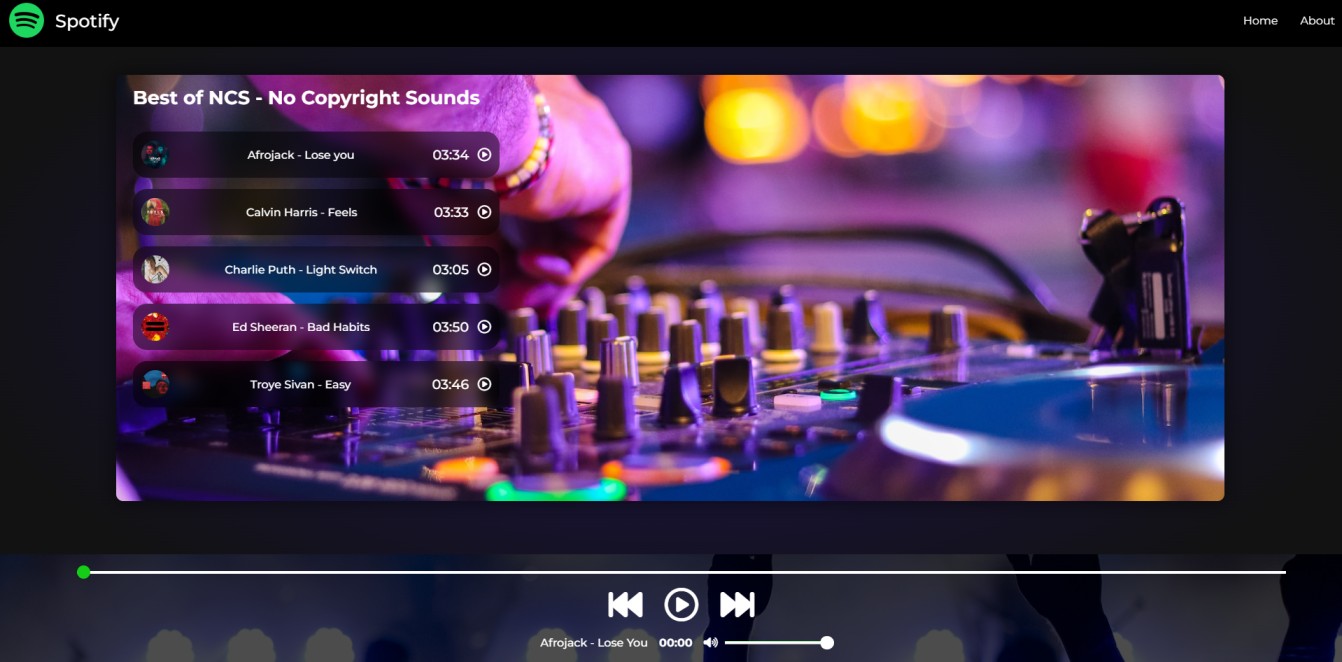 Spotify
Home About
Best of NCS - No Copyright Sounds
Afrojack - Lose you 03:34
Calvin Harris - Feels 03:33
Charlie Puth - Light Switch 03:05
Ed Sheeran - Bad Habits 03:50
Troye Sivan - Easy 03:46
Afrojack - Lose You 00:00